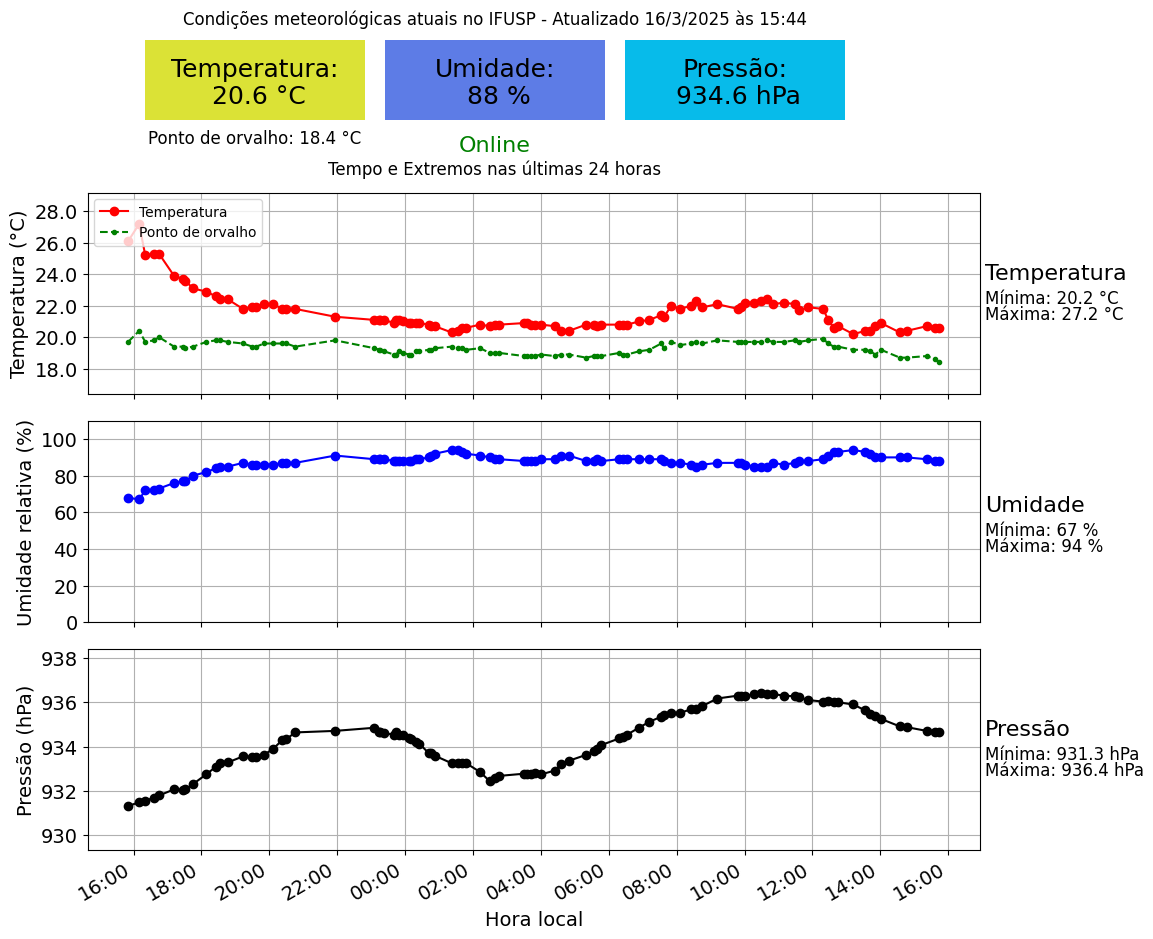 Condições meteorológicas atuais no IFUSP - Atualizado 16/3/2025 às 15:44
Temperatura:
20.6 °C
Umidade:
88 %
Pressão:
934.6 hPa
Ponto de orvalho: 18.4 °C
Online
Tempo e Extremos nas últimas 24 horas
Temperatura (°C)
28.0
26.0
24.0
22.0
20.0
18.0
Temperatura
Ponto de orvalho
Temperatura
Mínima: 20.2 °C
Máxima: 27.2 °C
Umidade relativa (%)
100
80
60
40
20
0
Umidade
Mínima: 67 %
Máxima: 94 %
Pressão (hPa)
938
936
934
932
930
Pressão
Mínima: 931.3 hPa
Máxima: 936.4 hPa
16:00
18:00
20:00
22:00
00:00
02:00
04:00
06:00
08:00
10:00
12:00
14:00
16:00
Hora local